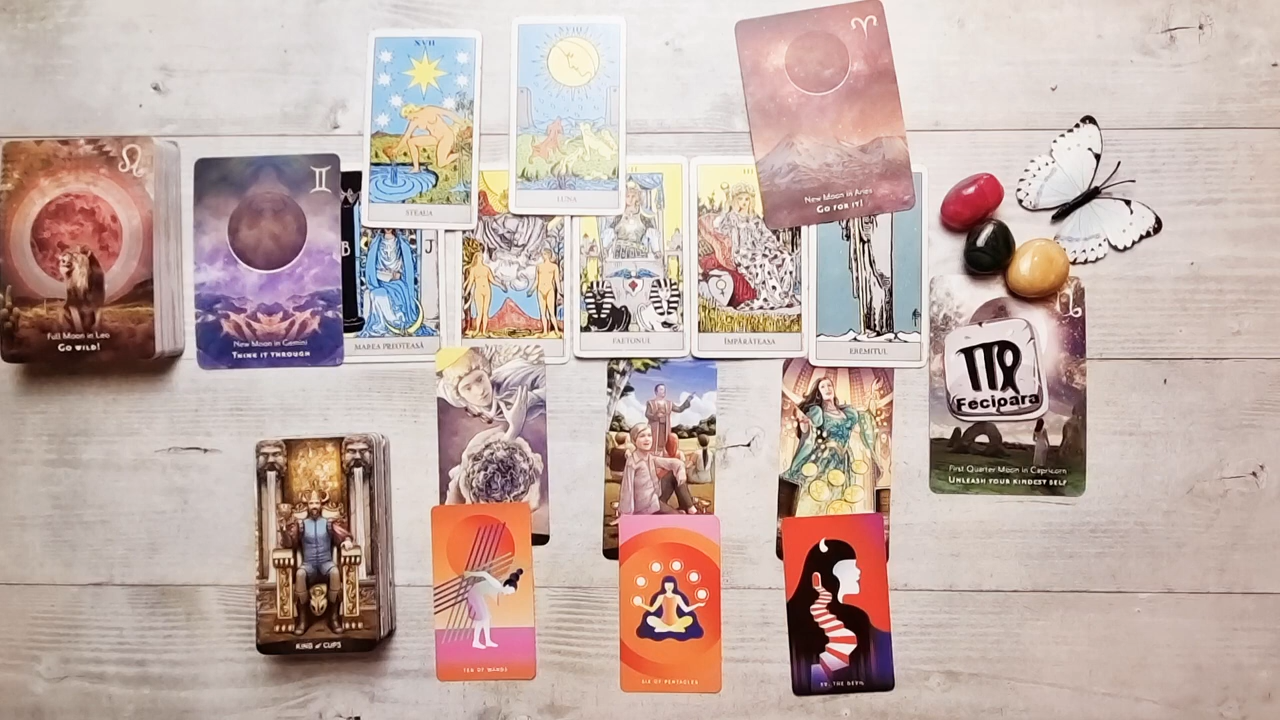 XVII
STEAUA
LUNA
New Moon in Aries
GO FOR IT!
Full Moon in Leo
GO WILD!
New Moon in Gemini
THINK IT THROUGH
B
J
MAREA PREOTEASĂ
II
FAETONUL
III
ÎMPĂRĂTEASA
EREMITUL
Fecioara
First Quarter Moon in Capricorn
UNLEASH YOUR KINDEST SELF
KING of CUPS
TEN OF WANDS
SIX OF PENTACLES
XV. THE DEVIL